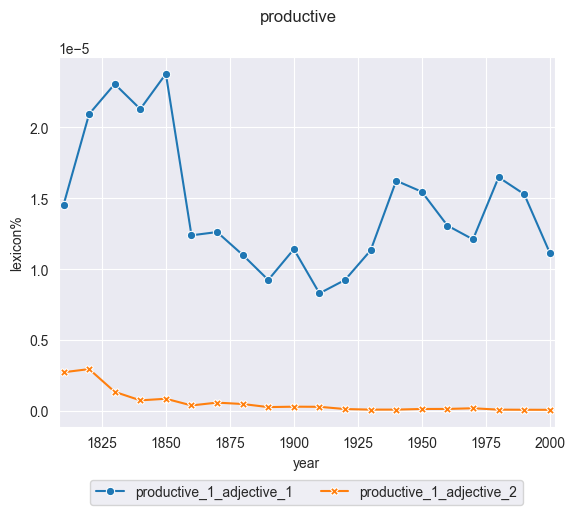 productive
1e−5
2.0
1.5
1.0
0.5
0.0
lexicon%
1825 1850 1875 1900 1925 1950 1975 2000
year
productive_1_adjective_1 productive_1_adjective_2